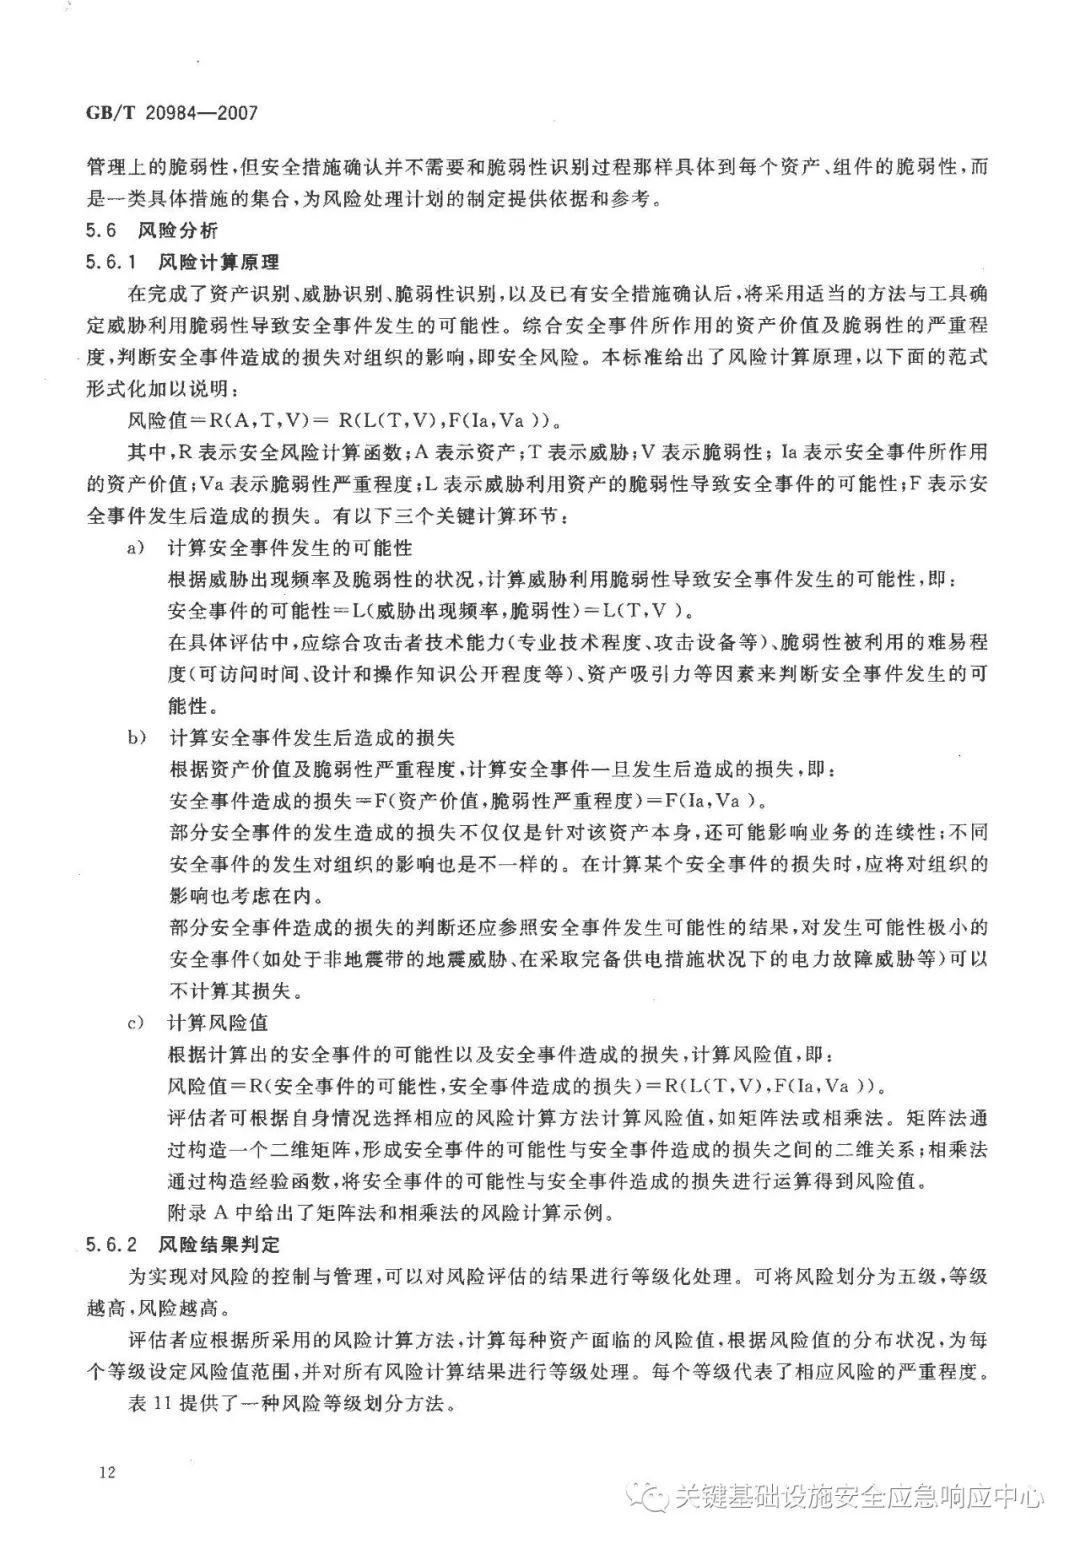 GB/T 20984—2007
管理上的脆弱性,但安全措施确认并不需要和脆弱性识别过程那样具体到每个资产、组件的脆弱性,而
是一类具体措施的集合,为风险处理计划的制定提供依据和参考。
5.6 风险分析
5.6.1 风险计算原理
在完成了资产识别、威胁识别、脆弱性识别,以及已有安全措施确认后,将采用适当的方法与工具确
定威胁利用脆弱性导致安全事件发生的可能性。综合安全事件所作用的资产价值及脆弱性的严重程
度,判断安全事件造成的损失对组织的影响,即安全风险。本标准给出了风险计算原理,以下面的范式
形式化加以说明:
风险值=R(A,T,V)= R(L(T,V),F(Ia,Va ))。
其中,R 表示安全风险计算函数;A 表示资产;T 表示威胁;V 表示脆弱性; Ia 表示安全事件所作用
的资产价值;Va 表示脆弱性严重程度;L 表示威胁利用资产的脆弱性导致安全事件的可能性;F 表示安
全事件发生后造成的损失。有以下三个关键计算环节:
a) 计算安全事件发生的可能性
根据威胁出现频率及脆弱性的状况,计算威胁利用脆弱性导致安全事件发生的可能性,即:
安全事件的可能性=L(威胁出现频率,脆弱性)=L(T,V )。
在具体评估中,应综合攻击者技术能力(专业技术程度、攻击设备等)、脆弱性被利用的难易程
度(可访问时间、设计和操作知识公开程度等)、资产吸引力等因素来判断安全事件发生的可
能性。
b) 计算安全事件发生后造成的损失
根据资产价值及脆弱性严重程度,计算安全事件一旦发生后造成的损失,即:
安全事件造成的损失=F(资产价值,脆弱性严重程度)=F(Ia,Va )。
部分安全事件的发生造成的损失不仅仅是针对该资产本身,还可能影响业务的连续性;不同
安全事件的发生对组织的影响也是不一样的。在计算某个安全事件的损失时,应将对组织的
影响也考虑在内。
部分安全事件造成的损失的判断还应参照安全事件发生可能性的结果,对发生可能性极小的
安全事件(如处于非地震带的地震威胁、在采取完备供电措施状况下的电力故障威胁等)可以
不计算其损失。
c) 计算风险值
根据计算出的安全事件的可能性以及安全事件造成的损失,计算风险值,即:
风险值=R(安全事件的可能性,安全事件造成的损失)=R(L(T,V),F(Ia,Va ))。
评估者可根据自身情况选择相应的风险计算方法计算风险值,如矩阵法或相乘法。矩阵法通
过构造一个二维矩阵,形成安全事件的可能性与安全事件造成的损失之间的二维关系;相乘法
通过构造经验函数,将安全事件的可能性与安全事件造成的损失进行运算得到风险值。
附录 A 中给出了矩阵法和相乘法的风险计算示例。
5.6.2 风险结果判定
为实现对风险的控制与管理,可以对风险评估的结果进行等级化处理。可将风险划分为五级,等级
越高,风险越高。
评估者应根据所采用的风险计算方法,计算每种资产面临的风险值,根据风险值的分布状况,为每
个等级设定风险值范围,并对所有风险计算结果进行等级处理。每个等级代表了相应风险的严重程度。
表 11 提供了一种风险等级划分方法。
12
关键基础设施安全应急响应中心